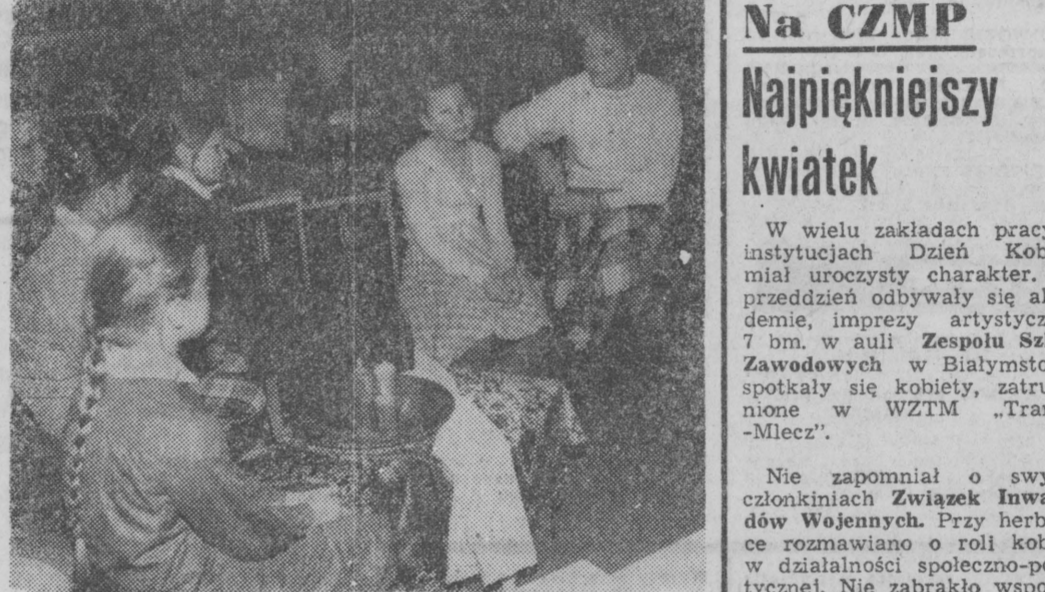 Na CZMP
Najpiękniejszy
kwiatek
W wielu zakładach pracy
instytucjach Dzień Kob
miał uroczysty charakter.
przeddzień odbywały się ak
demie, imprezy artystycz
7 bm. w auli Zespołu Sz
Zawodowych w Białymsto
spotkały się kobiety, zatru
nione w WZTM „Tran
-Mlecz”.
Nie zapomniał o swy
członkiniach Związek Inwa
dów Wojennych. Przy herb
ce rozmawiano o roli kob
w działalności społeczno-po
tycznej. Nie zabrakło wspo